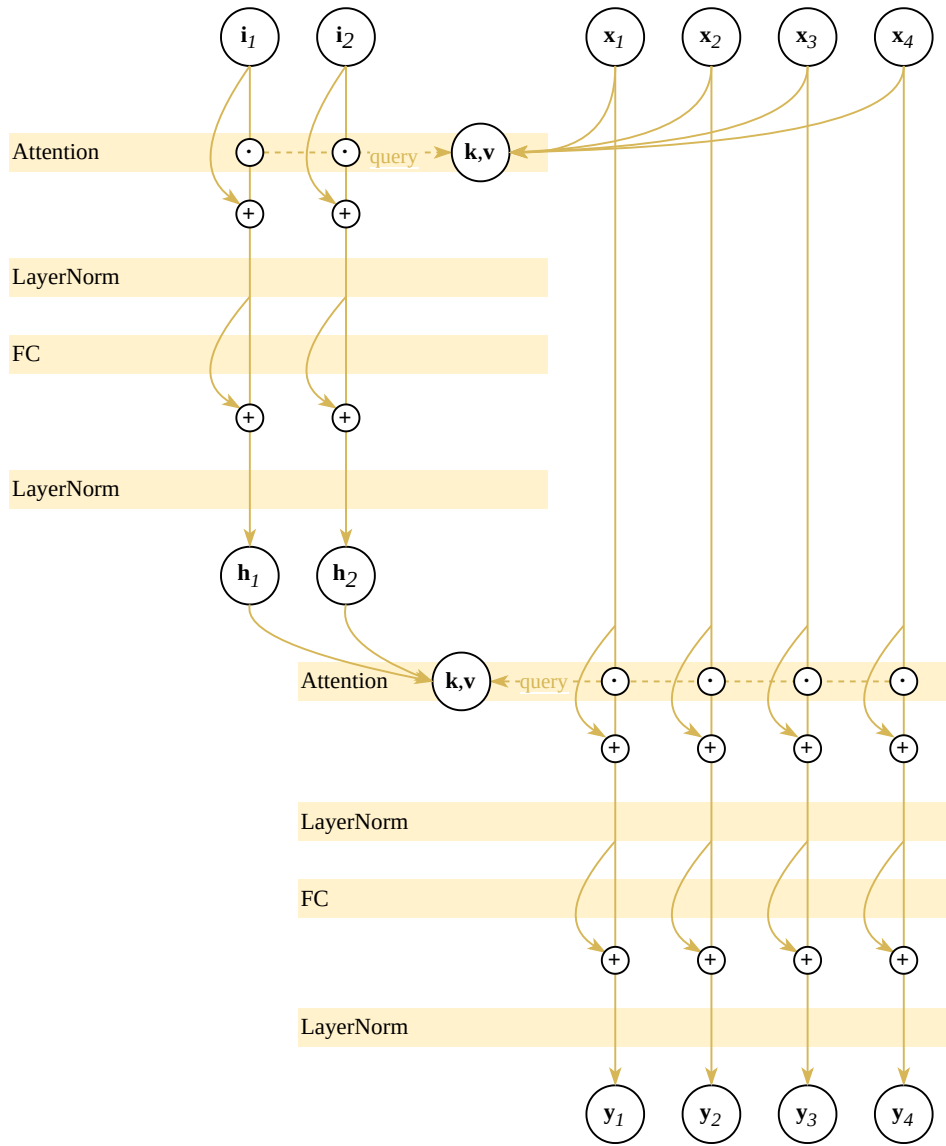 i1 i2 x1 x2 x3 x4
Attention query k,v
+ +
LayerNorm
FC
+ +
LayerNorm
h1 h2
Attention k,v query
+ + + +
LayerNorm
FC
+ + + +
LayerNorm
y1 y2 y3 y4